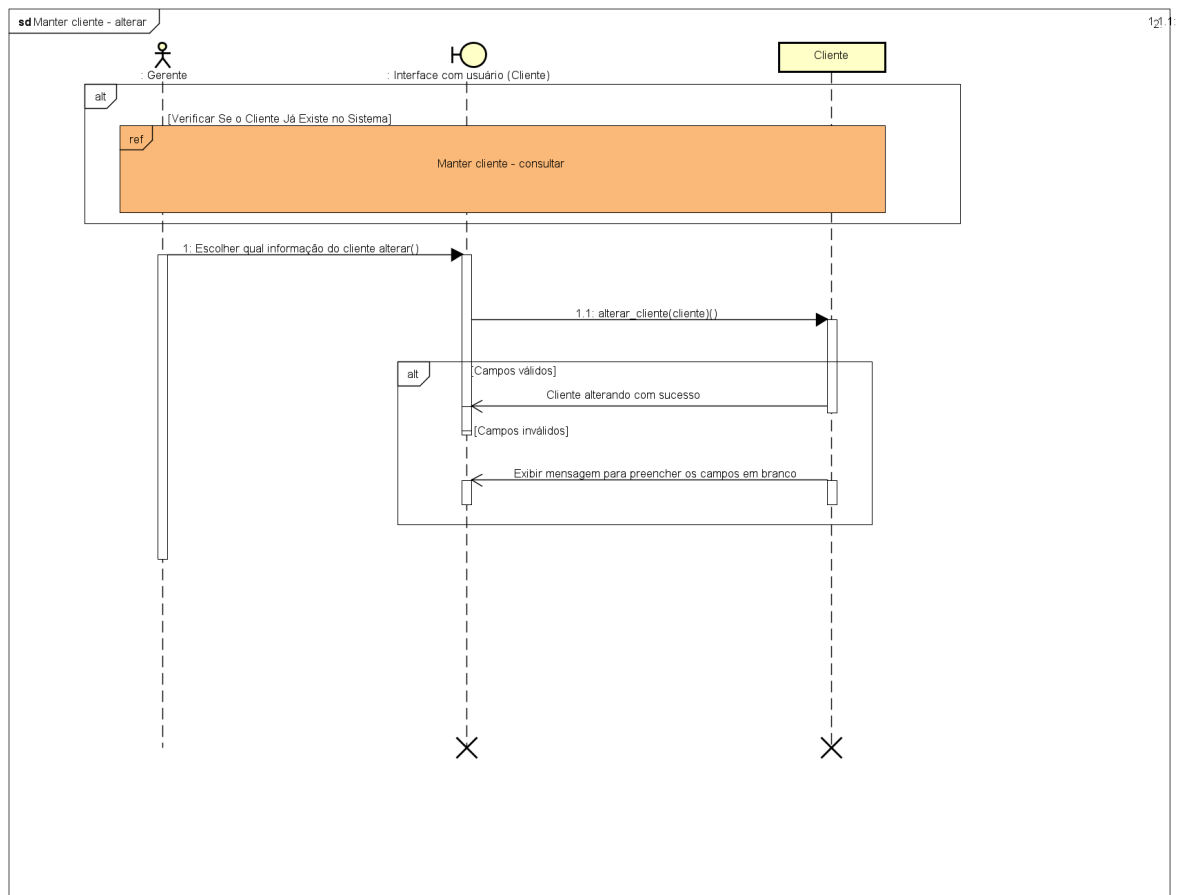 sd Manter cliente - alterar
: Gerente
: Interface com usuário (Cliente)
Cliente
alt
[Verificar Se o Cliente Já Existe no Sistema]
ref
Manter cliente - consultar
1: Escolher qual informação do cliente alterar()
1.1: alterar_cliente(cliente)()
alt
[Campos válidos]
Cliente alterando com sucesso
[Campos inválidos]
Exibir mensagem para preencher os campos em branco